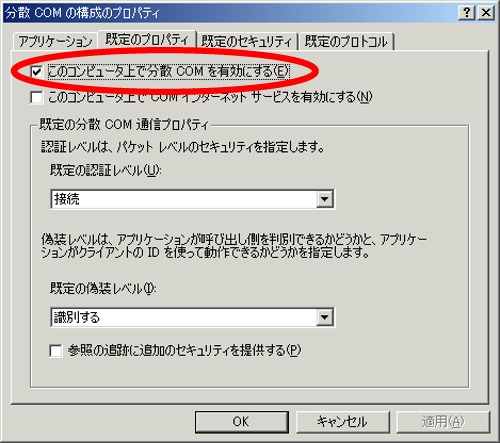 分散 COM の構成のプロパティ
アプリケーション 既定のプロパティ 既定のセキュリティ 既定のプロトコル
このコンピュータ上で分散 COM を有効にする(E)
このコンピュータ上で COM インターネット サービスを有効にする(N)
既定の分散 COM 通信プロパティ
認証レベルは、パケット レベルのセキュリティを指定します。
既定の認証レベル(U):
接続
偽装レベルは、アプリケーションが呼び出し側を判別できるかどうかと、アプリケー
ションがクライアントの ID を使って動作できるかどうかを指定します。
既定の偽装レベル(I):
識別する
参照の追跡に追加のセキュリティを提供する(P)
OK キャンセル 適用(A)